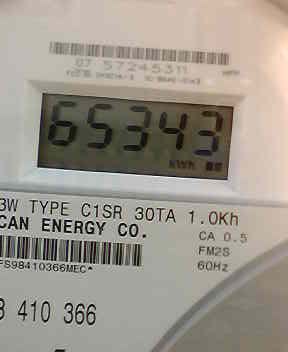 07 57245311
65343
kWh
3W TYPE C1SR 30TA 1.0Kh
CAN ENERGY CO.
CA 0.5
FM2S
60Hz
FS98410366MEC*
3 410 366